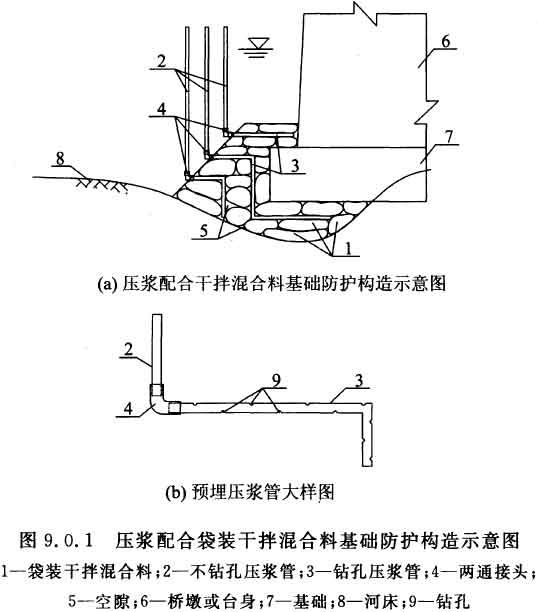 6
2
4
7
3
8
5
1
(a) 压浆配合干拌混合料基础防护构造示意图
2
9
3
4
(b) 预埋压浆管大样图
图 9.0.1 压浆配合袋装干拌混合料基础防护构造示意图
1—袋装干拌混合料;2—不钻孔压浆管;3—钻孔压浆管;4—两通接头;
5—空隙;6—桥墩或台身;7—基础;8—河床;9—钻孔